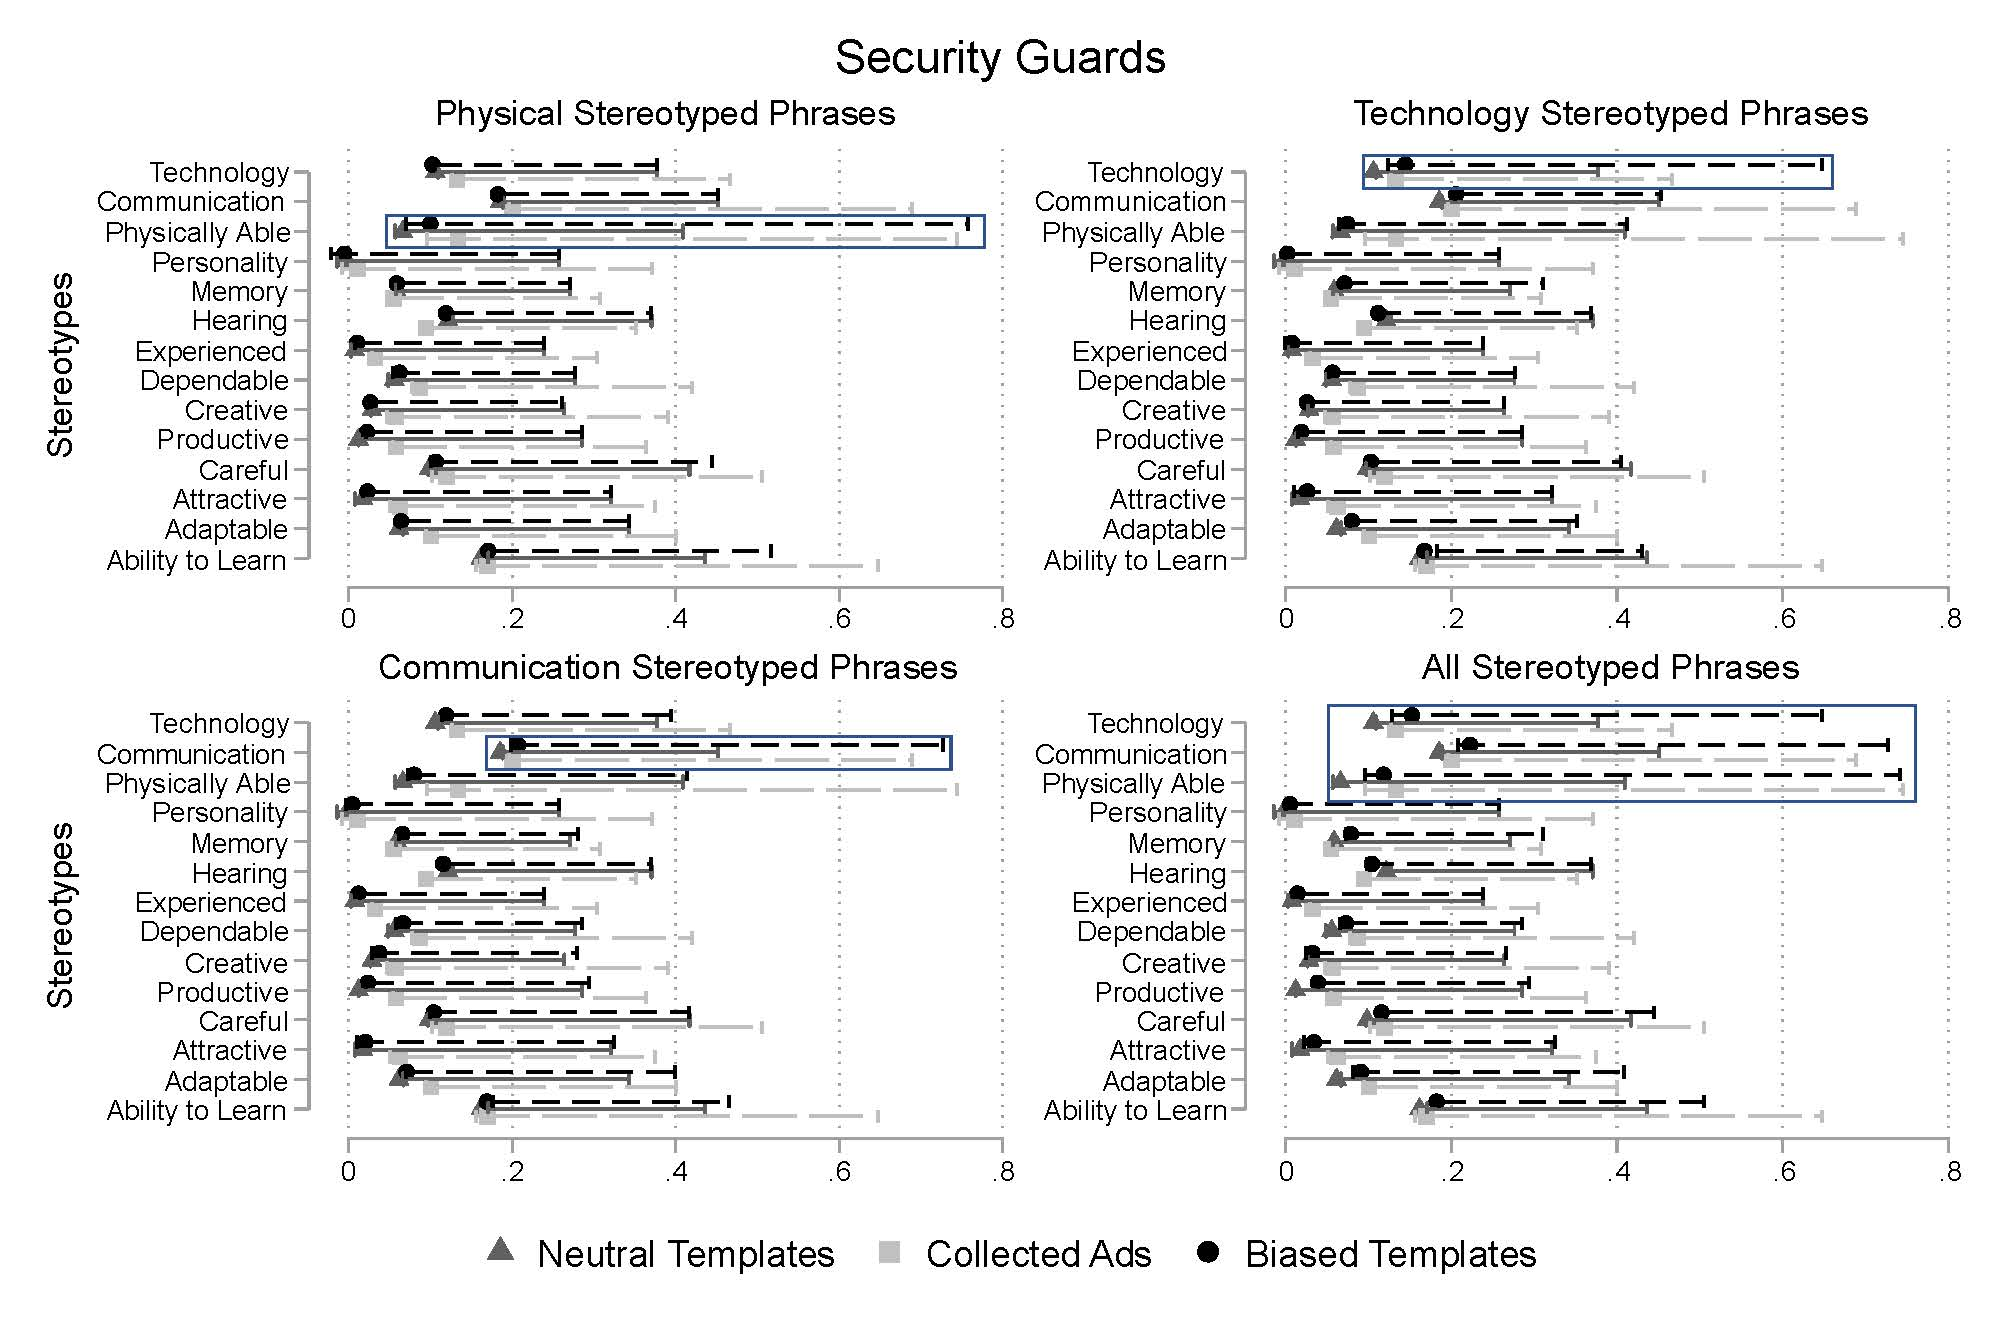 Security Guards
Physical Stereotyped Phrases
Stereotypes
Technology
Communication
Physically Able
Personality
Memory
Hearing
Experienced
Dependable
Creative
Productive
Careful
Attractive
Adaptable
Ability to Learn
0 .2 .4 .6 .8
Technology Stereotyped Phrases
Technology
Communication
Physically Able
Personality
Memory
Hearing
Experienced
Dependable
Creative
Productive
Careful
Attractive
Adaptable
Ability to Learn
0 .2 .4 .6 .8
Communication Stereotyped Phrases
Stereotypes
Technology
Communication
Physically Able
Personality
Memory
Hearing
Experienced
Dependable
Creative
Productive
Careful
Attractive
Adaptable
Ability to Learn
0 .2 .4 .6 .8
All Stereotyped Phrases
Technology
Communication
Physically Able
Personality
Memory
Hearing
Experienced
Dependable
Creative
Productive
Careful
Attractive
Adaptable
Ability to Learn
0 .2 .4 .6 .8
Neutral Templates Collected Ads Biased Templates